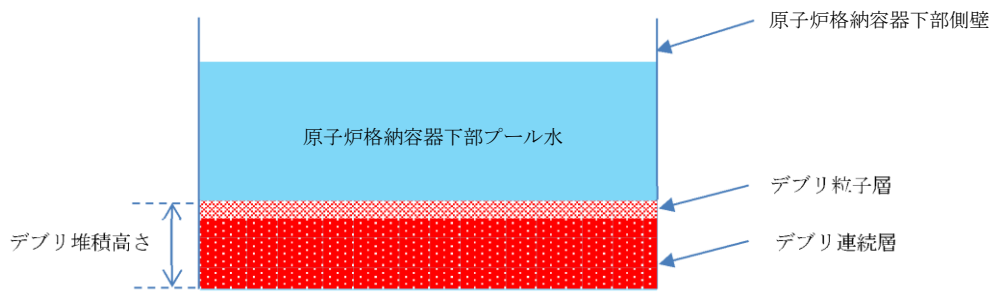 原子炉格納容器下部側壁
原子炉格納容器下部プール水
デブリ粒子層
デブリ堆積高さ
デブリ連続層